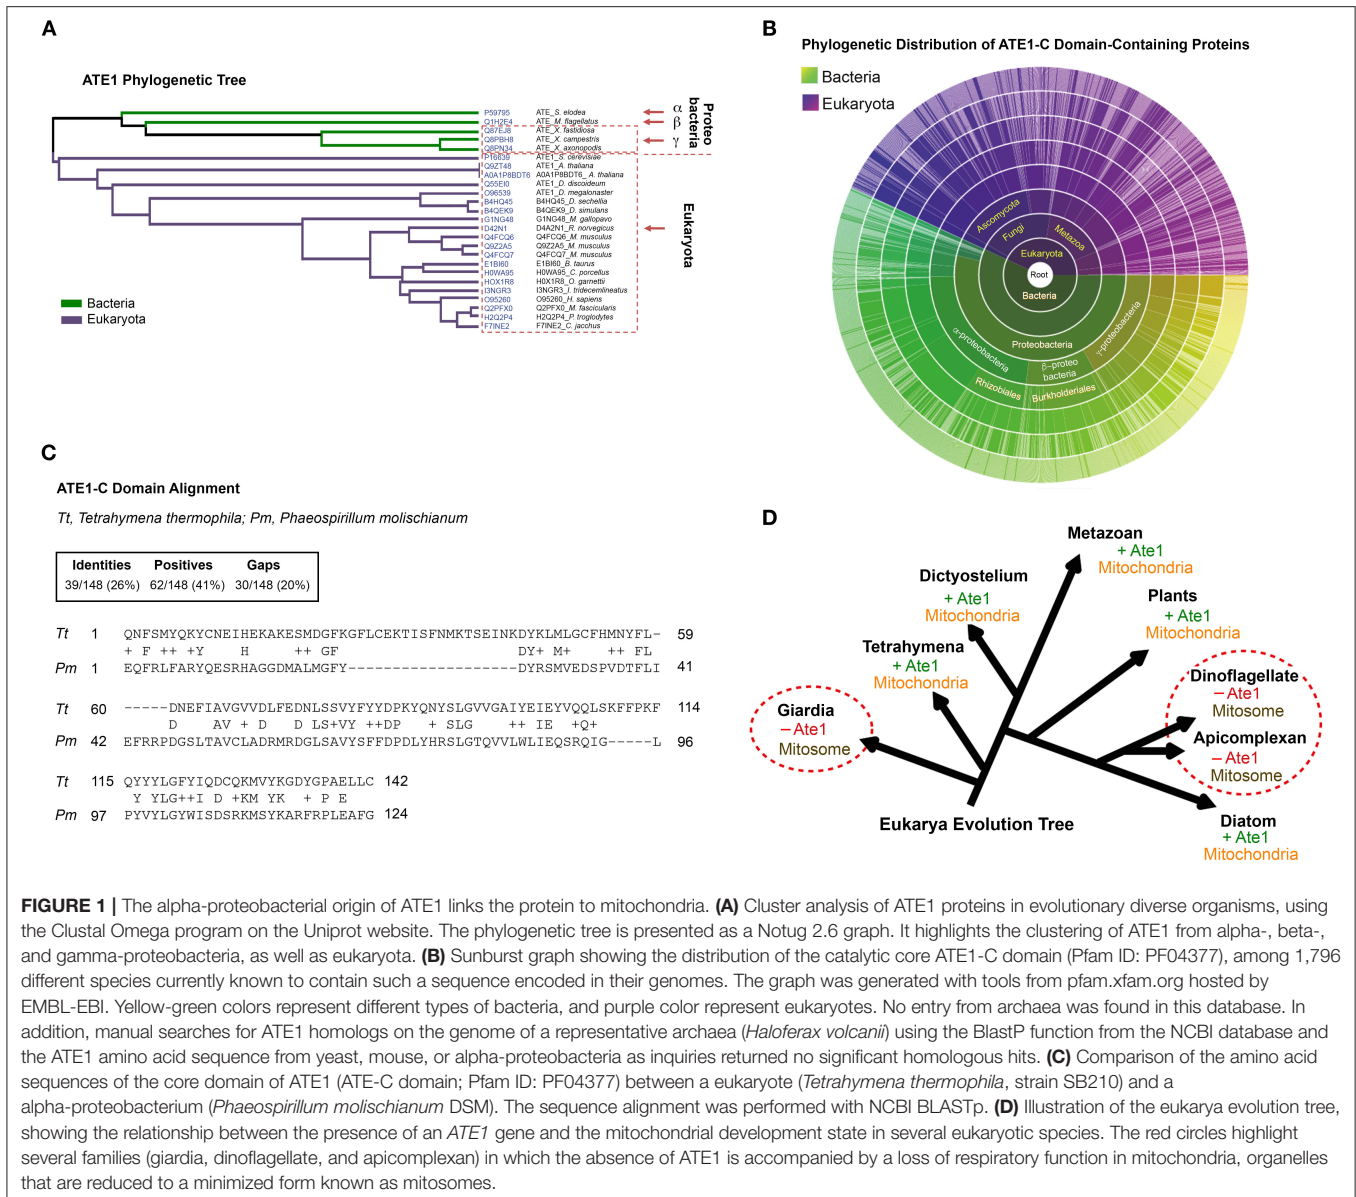 A
ATE1 Phylogenetic Tree
P59795 ATE_S. elodea
Q1H2E4 ATE_M. flagellatus
Q87EJ8 ATE_X. fastidiosa
Q8PBH8 ATE_X. campestris
Q8PN34 ATE_X. axonopodis
P16639 ATE1_S. cerevisiae
Q9ZT48 ATE1_A. thaliana
A0A1P8BDT6 A0A1P8BDT6_A. thaliana
Q55EI0 ATE1_D. discoideum
O96539 ATE1_D. megalonaster
B4HQ45 B4HQ45_D. sechellia
B4QEK9 B4QEK9_D. simulans
G1NG48 G1NG48_M. gallopavo
D42N1 D4A2N1_R. norvegicus
Q4FCQ6 Q4FCQ6_M. musculus
Q9Z2A5 Q9Z2A5_M. musculus
Q4FCQ7 Q4FCQ7_M. musculus
E1BI60 E1BI60_B. taurus
H0WA95 H0WA95_C. porcellus
HOX1R8 H0X1R8_O. garnettii
I3NGR3 I3NGR3_I. tridecemlineatus
O95260 O95260_H. sapiens
Q2PFX0 Q2PFX0_M. fascicularis
H2Q2P4 H2Q2P4_P. troglodytes
F7INE2 F7INE2_C. jacchus
α
β
γ
Proteo
bacteria
Eukaryota
Bacteria
Eukaryota
B
Phylogenetic Distribution of ATE1-C Domain-Containing Proteins
Bacteria
Eukaryota
Ascomycota
Fungi
Metazoa
Eukaryota
Root
Bacteria
Proteobacteria
α-proteobacteria
γ-proteobacteria
β-proteo
bacteria
Rhizobiales
Burkholderiales
C
ATE1-C Domain Alignment
Tt, Tetrahymena thermophila; Pm, Phaeospirillum molischianum
Identities Positives Gaps
39/148 (26%) 62/148 (41%) 30/148 (20%)
Tt 1 QNFSMYQKYCNEIHEKAKESMDGFKGFLCEKTISFNMKTSEINKDYKLMLGCFHMNYFL- 59
+ F ++ +Y H ++ GF DY+ M+ ++ FL
Pm 1 EQFRLFARYQESRHAGGDMALMGFY------------------DYRSMVEDSPVDTFLI 41
Tt 60 -----DNEFIAVGVVDLFEDNLSSVYFYYDPKYQNYSLGVVGAIYEIEYVQQLSKFFPKF 114
D AV + D D LS+VY ++DP + SLG ++ IE +Q+
Pm 42 EFRRPDGSLTAVCLADRMRDGLSAVYSFFDPDLYHRSLGTQVVLWLIEQSRQIG-----L 96
Tt 115 QYYYLGFYIQDCQKMVYKGDYGPAELLC 142
Y YLG++I D +KM YK + P E
Pm 97 PYVYLGYWISDSRKMSYKARFRPLEAFG 124
D
Metazoan
+ Ate1
Mitochondria
Dictyostelium
+ Ate1
Mitochondria
Plants
+ Ate1
Mitochondria
Tetrahymena
+ Ate1
Mitochondria
Dinoflagellate
– Ate1
Mitosome
Giardia
– Ate1
Mitosome
Apicomplexan
– Ate1
Mitosome
Eukarya Evolution Tree
Diatom
+ Ate1
Mitochondria
FIGURE 1 | The alpha-proteobacterial origin of ATE1 links the protein to mitochondria. (A) Cluster analysis of ATE1 proteins in evolutionary diverse organisms, using
the Clustal Omega program on the Uniprot website. The phylogenetic tree is presented as a Notug 2.6 graph. It highlights the clustering of ATE1 from alpha-, beta-,
and gamma-proteobacteria, as well as eukaryota. (B) Sunburst graph showing the distribution of the catalytic core ATE1-C domain (Pfam ID: PF04377), among 1,796
different species currently known to contain such a sequence encoded in their genomes. The graph was generated with tools from pfam.xfam.org hosted by
EMBL-EBI. Yellow-green colors represent different types of bacteria, and purple color represent eukaryotes. No entry from archaea was found in this database. In
addition, manual searches for ATE1 homologs on the genome of a representative archaea (Haloferax volcanii) using the BlastP function from the NCBI database and
the ATE1 amino acid sequence from yeast, mouse, or alpha-proteobacteria as inquiries returned no significant homologous hits. (C) Comparison of the amino acid
sequences of the core domain of ATE1 (ATE-C domain; Pfam ID: PF04377) between a eukaryote (Tetrahymena thermophila, strain SB210) and a
alpha-proteobacterium (Phaeospirillum molischianum DSM). The sequence alignment was performed with NCBI BLASTp. (D) Illustration of the eukarya evolution tree,
showing the relationship between the presence of an ATE1 gene and the mitochondrial development state in several eukaryotic species. The red circles highlight
several families (giardia, dinoflagellate, and apicomplexan) in which the absence of ATE1 is accompanied by a loss of respiratory function in mitochondria, organelles
that are reduced to a minimized form known as mitosomes.